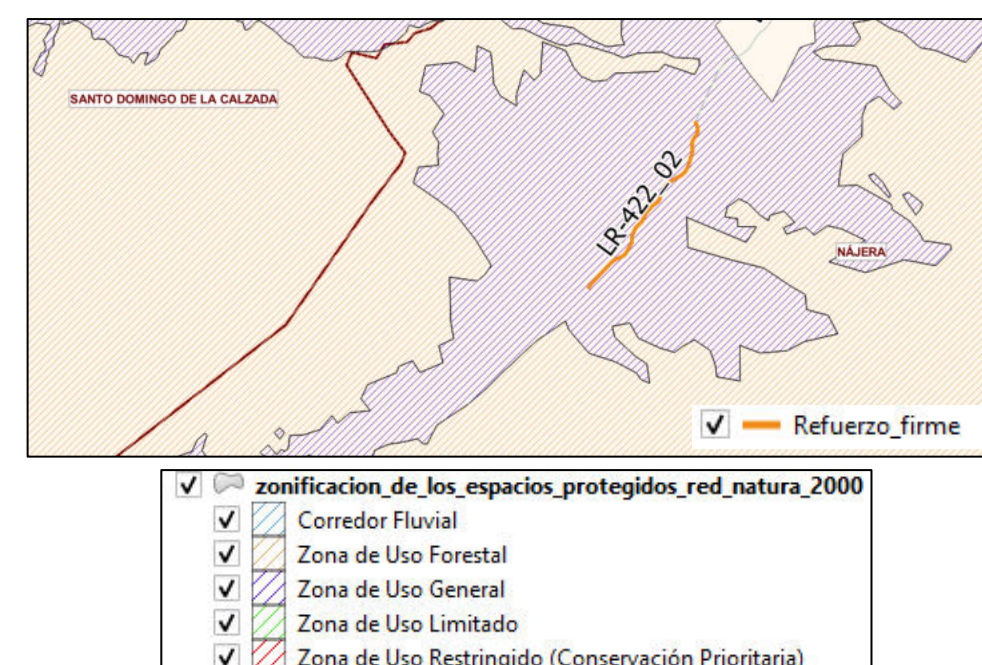 SANTO DOMINGO DE LA CALZADA
LR-422_02
NÁJERA
Refuerzo_firme
zonificacion_de_los_espacios_protegidos_red_natura_2000
Corredor Fluvial
Zona de Uso Forestal
Zona de Uso General
Zona de Uso Limitado
Zona de Uso Restringido (Conservación Prioritaria)